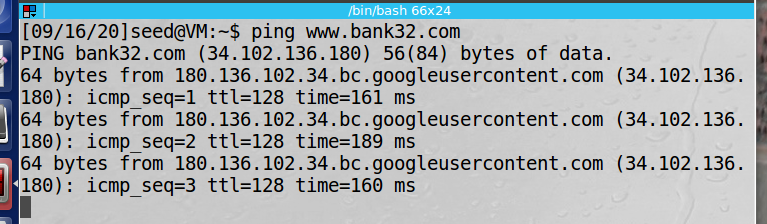 /bin/bash 66x24
[09/16/20]seed@VM:~$ ping www.bank32.com
PING bank32.com (34.102.136.180) 56(84) bytes of data.
64 bytes from 180.136.102.34.bc.googleusercontent.com (34.102.136.
180): icmp_seq=1 ttl=128 time=161 ms
64 bytes from 180.136.102.34.bc.googleusercontent.com (34.102.136.
180): icmp_seq=2 ttl=128 time=189 ms
64 bytes from 180.136.102.34.bc.googleusercontent.com (34.102.136.
180): icmp_seq=3 ttl=128 time=160 ms